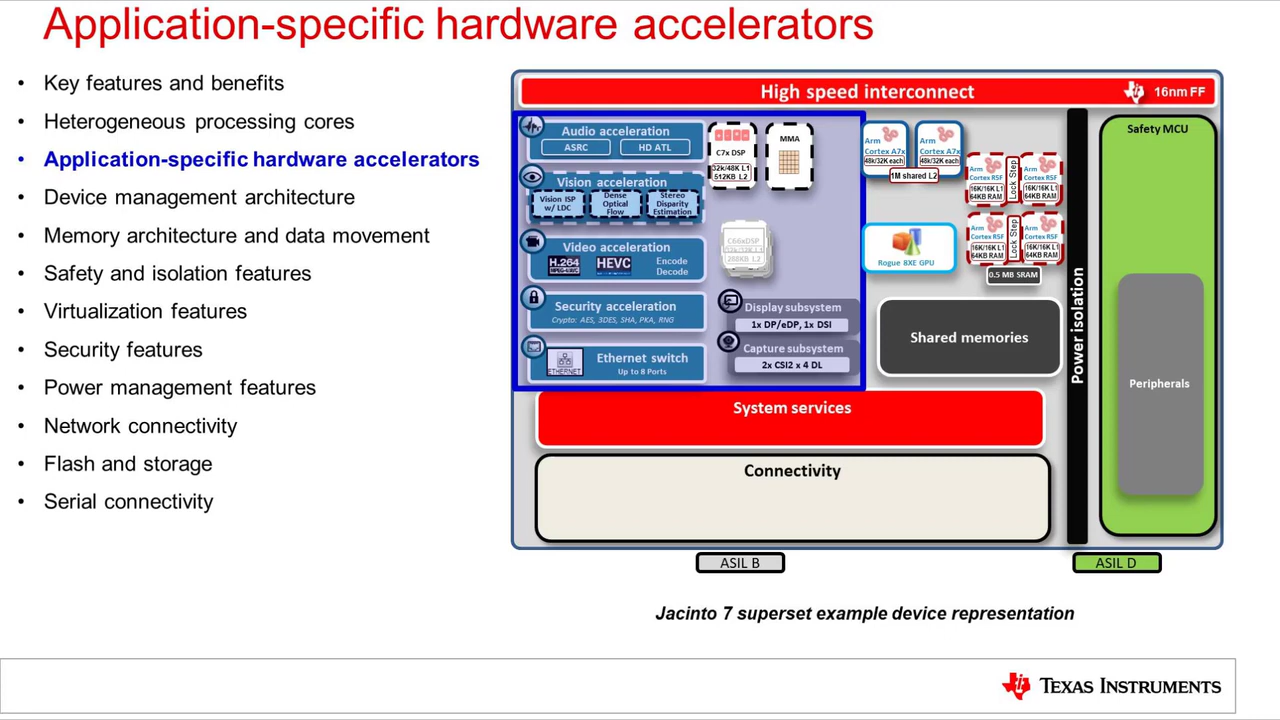 Application-specific hardware accelerators
• Key features and benefits
• Heterogeneous processing cores
• Application-specific hardware accelerators
• Device management architecture
• Memory architecture and data movement
• Safety and isolation features
• Virtualization features
• Security features
• Power management features
• Network connectivity
• Flash and storage
• Serial connectivity
High speed interconnect
16nm FF
Audio acceleration
ASRC
HD ATL
Vision acceleration
Vision ISP
w/ LDC
Dense
Optical
Flow
Stereo
Disparity
Estimation
Video acceleration
H.264
HEVC
Encode
Decode
Security acceleration
Crypto: AES, 3DES, SHA, PKA, RNG
ETHERNET
Ethernet switch
Up to 8 Ports
C7x DSP
32k/48K L1
512KB L2
MMA
C66xDSP
288KB L2
Display subsystem
1x DP/eDP, 1x DSI
Capture subsystem
2x CSI2 x 4 DL
Arm
Cortex A7x
48k/32K each
Arm
Cortex A7x
48k/32K each
1M shared L2
Rogue 8XE GPU
Arm
Cortex R5F
16K/16K L1
64KB RAM
Lock Step
Arm
Cortex R5F
16K/16K L1
64KB RAM
Arm
Cortex R5F
16K/16K L1
64KB RAM
Lock Step
Arm
Cortex R5F
16K/16K L1
64KB RAM
0.5 MB SRAM
Shared memories
Power isolation
Safety MCU
Peripherals
System services
Connectivity
ASIL B
ASIL D
Jacinto 7 superset example device representation
TEXAS INSTRUMENTS